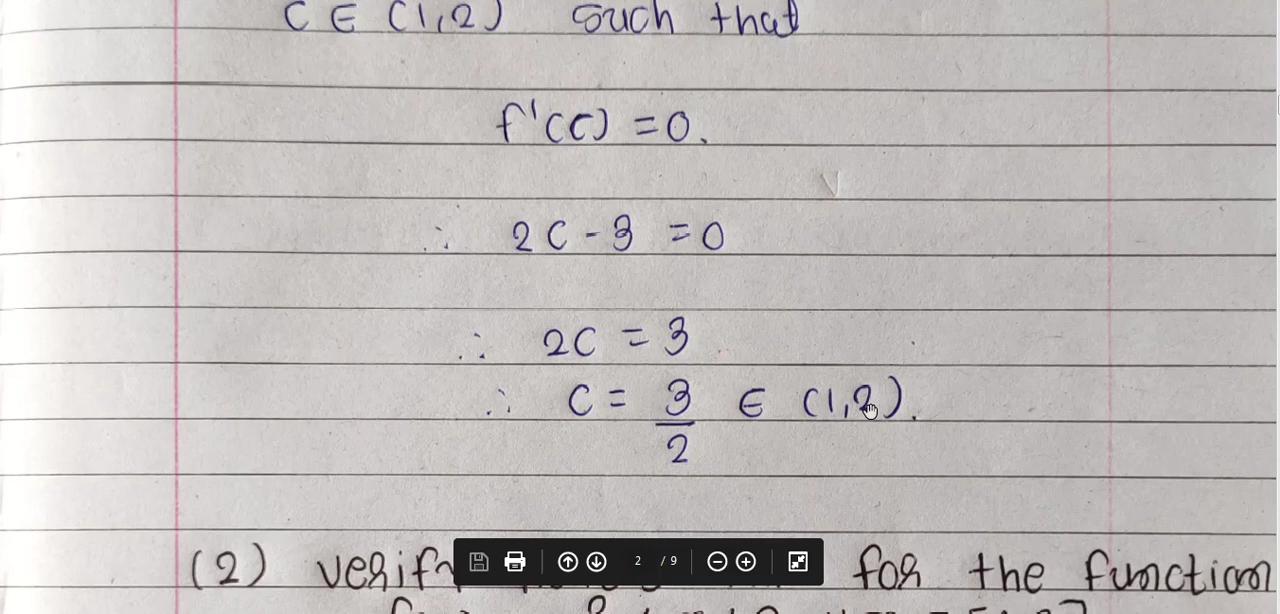 C ∈ (1,2) such that
f'(c) = 0.
∴ 2C - 3 = 0
∴ 2C = 3
∴ C = 3/2 ∈ (1,2).
2 / 9
(2) verify for the function